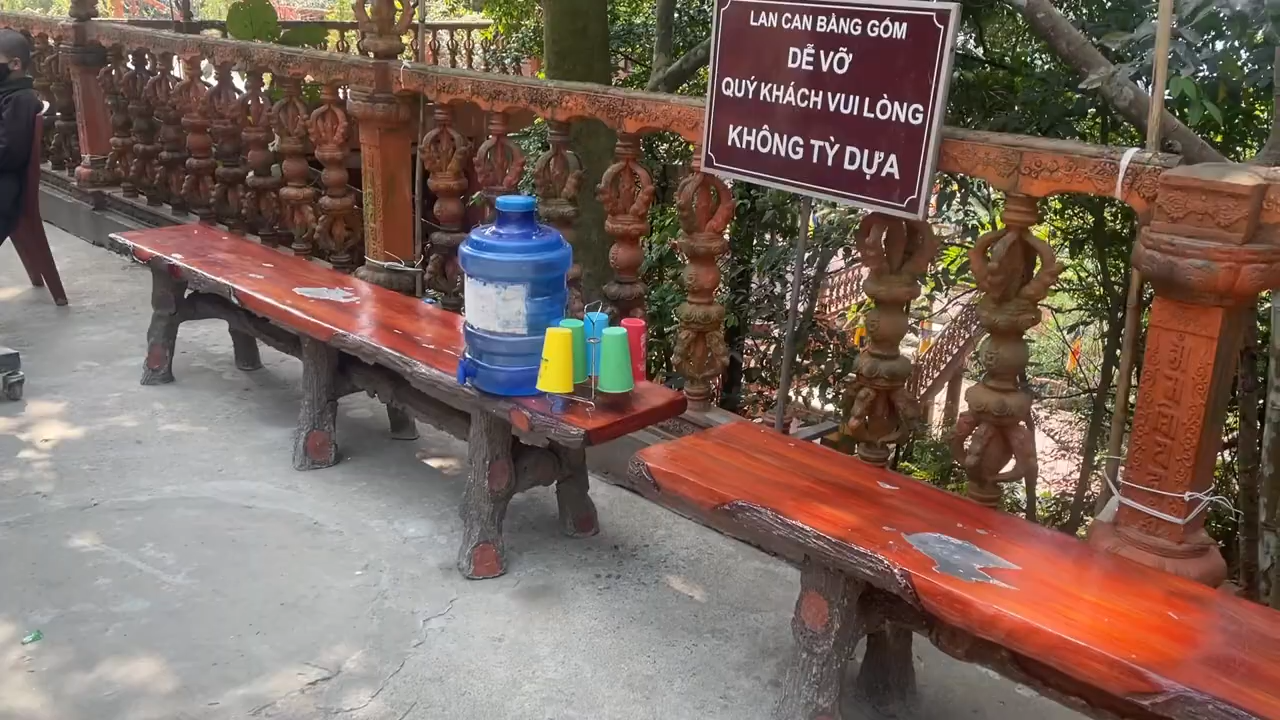 LAN CAN BẰNG GỐM
DỄ VỠ
QUÝ KHÁCH VUI LÒNG
KHÔNG TỲ DỰA